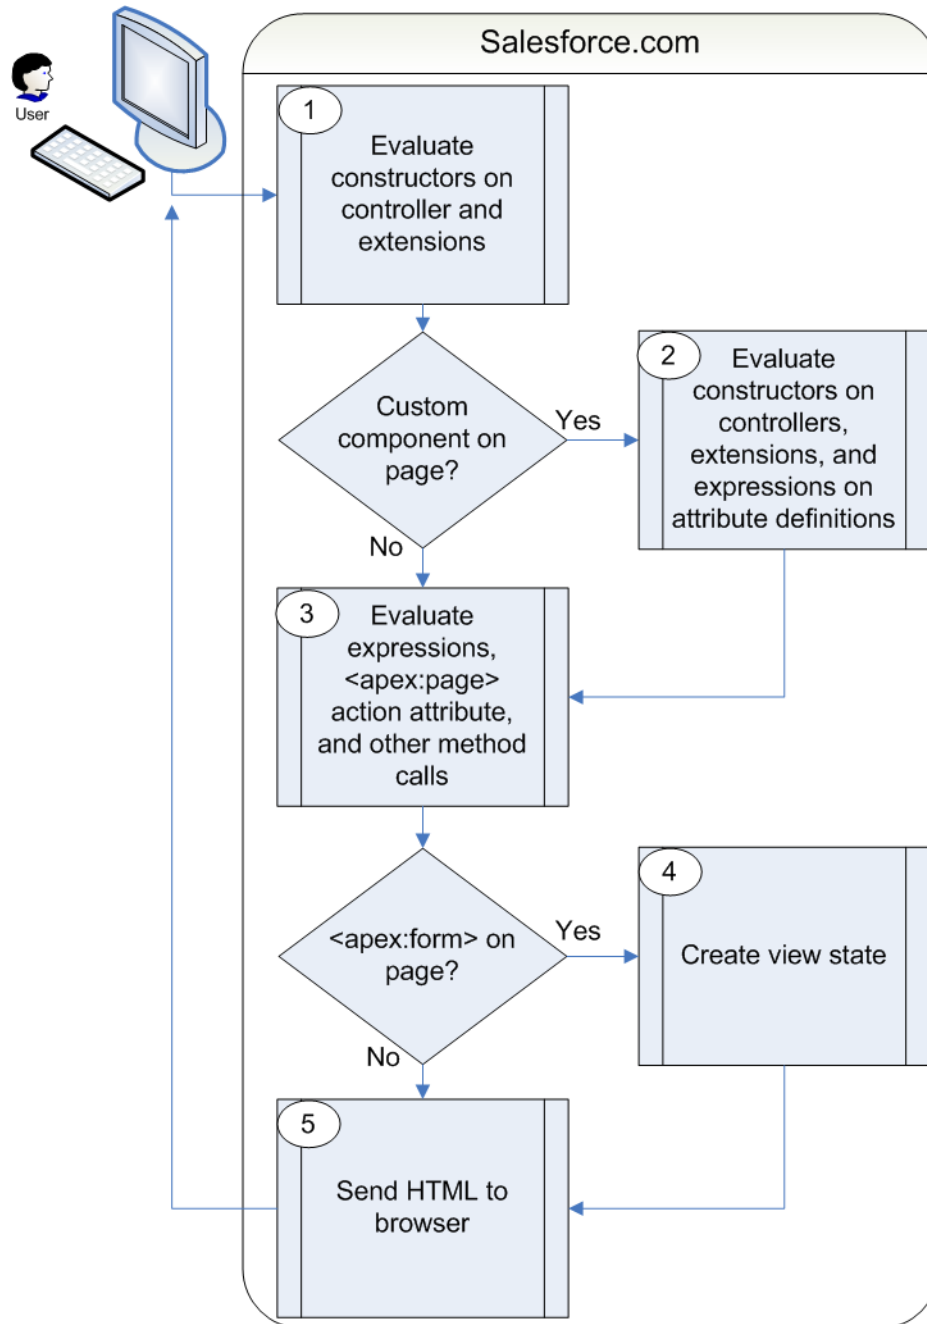 Salesforce.com
User
1
Evaluate
constructors on
controller and
extensions
Custom
component on
page?
Yes
2
Evaluate
constructors on
controllers,
extensions, and
expressions on
attribute definitions
No
3
Evaluate
expressions,
<apex:page>
action attribute,
and other method
calls
<apex:form> on
page?
Yes
4
Create view state
No
5
Send HTML to
browser